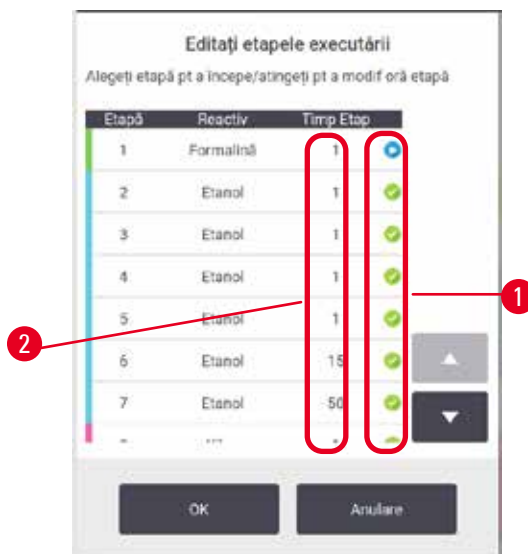 Editați etapele executării
Alegeți etapă pt a începe/atingeți pt a modif oră etapă
Etapă Reactiv Timp Etap
1 Formalină 1
2 Etanol 1
3 Etanol 1
4 Etanol 1
5 Etanol 1
6 Etanol 15
7 Etanol 50
OK Anulare
1
2